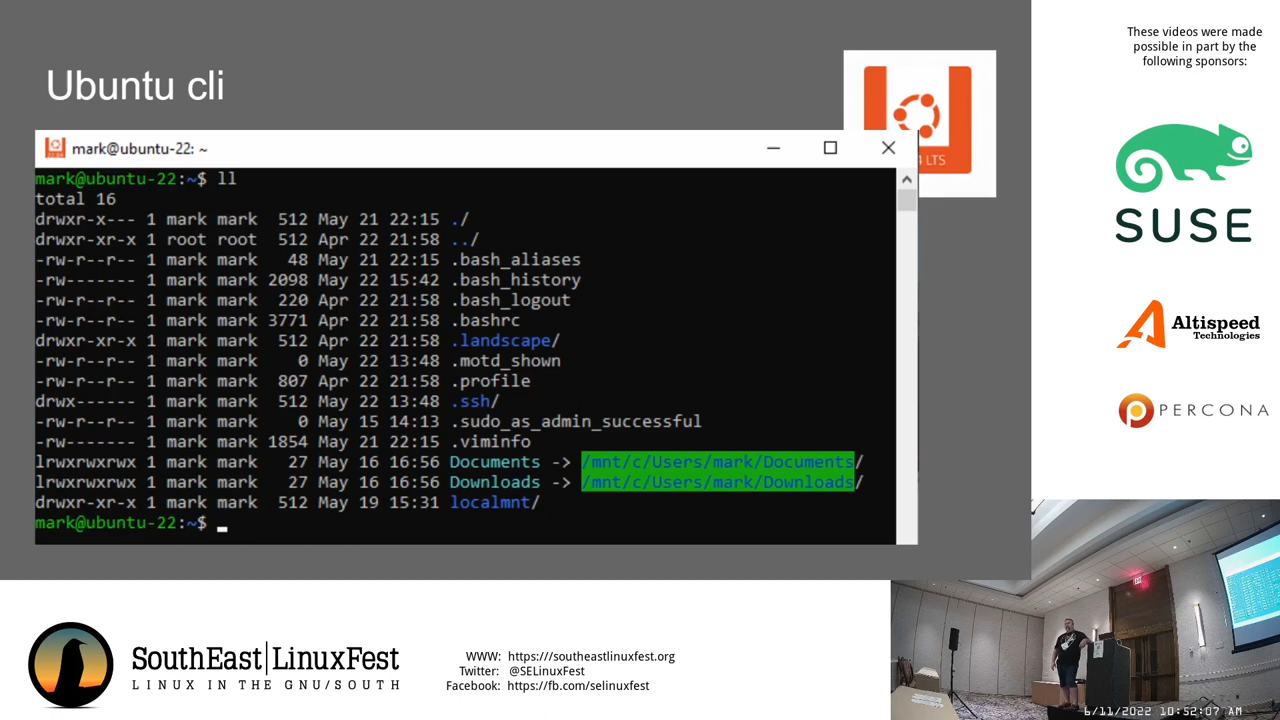 Ubuntu cli
4 LTS
mark@ubuntu-22: ~
mark@ubuntu-22:~$ ll
total 16
drwxr-x--- 1 mark mark  512 May 21 22:15 ./
drwxr-xr-x 1 root root  512 Apr 22 21:58 ../
-rw-r--r-- 1 mark mark   48 May 21 22:15 .bash_aliases
-rw------- 1 mark mark 2098 May 22 15:42 .bash_history
-rw-r--r-- 1 mark mark  220 Apr 22 21:58 .bash_logout
-rw-r--r-- 1 mark mark 3771 Apr 22 21:58 .bashrc
drwxr-xr-x 1 mark mark  512 Apr 22 21:58 .landscape/
-rw-r--r-- 1 mark mark    0 May 22 13:48 .motd_shown
-rw-r--r-- 1 mark mark  807 Apr 22 21:58 .profile
drwx------ 1 mark mark  512 May 22 13:48 .ssh/
-rw-r--r-- 1 mark mark    0 May 15 14:13 .sudo_as_admin_successful
-rw------- 1 mark mark 1854 May 21 22:15 .viminfo
lrwxrwxrwx 1 mark mark   27 May 16 16:56 Documents -> /mnt/c/Users/mark/Documents/
lrwxrwxrwx 1 mark mark   27 May 16 16:56 Downloads -> /mnt/c/Users/mark/Downloads/
drwxr-xr-x 1 mark mark  512 May 19 15:31 localmnt/
mark@ubuntu-22:~$
These videos were made
possible in part by the
following sponsors:
SUSE
Altispeed
Technologies
PERCONA
SouthEast LinuxFest
LINUX IN THE GNU/SOUTH
WWW: https:///southeastlinuxfest.org
Twitter: @SELinuxFest
Facebook: https://fb.com/selinuxfest
6/11/2022 10:52:07 AM